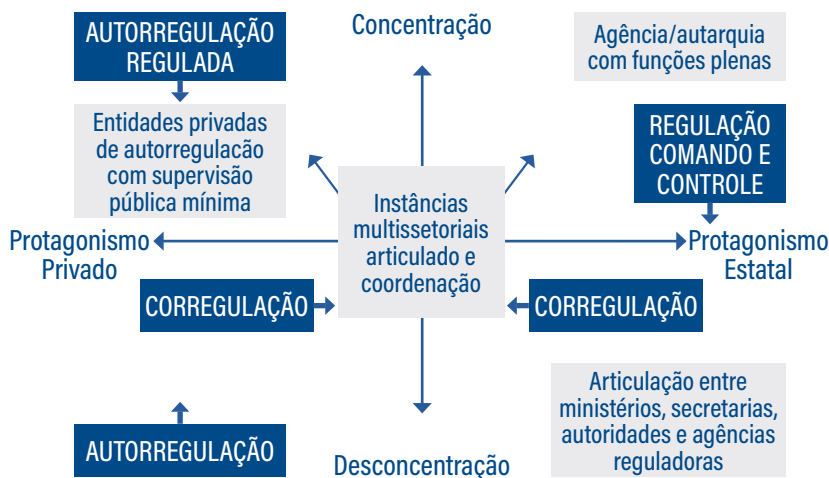 AUTORREGULAÇÃO
REGULADA
Concentração
Agência/autarquia
com funções plenas
Entidades privadas
de autorregulacão
com supervisão
pública mínima
REGULAÇÃO
COMANDO E
CONTROLE
Instâncias
multissetoriais
articulado e
coordenação
Protagonismo
Privado
Protagonismo
Estatal
CORREGULAÇÃO
CORREGULAÇÃO
Articulação entre
ministérios, secretarias,
autoridades e agências
reguladoras
AUTORREGULAÇÃO
Desconcentração